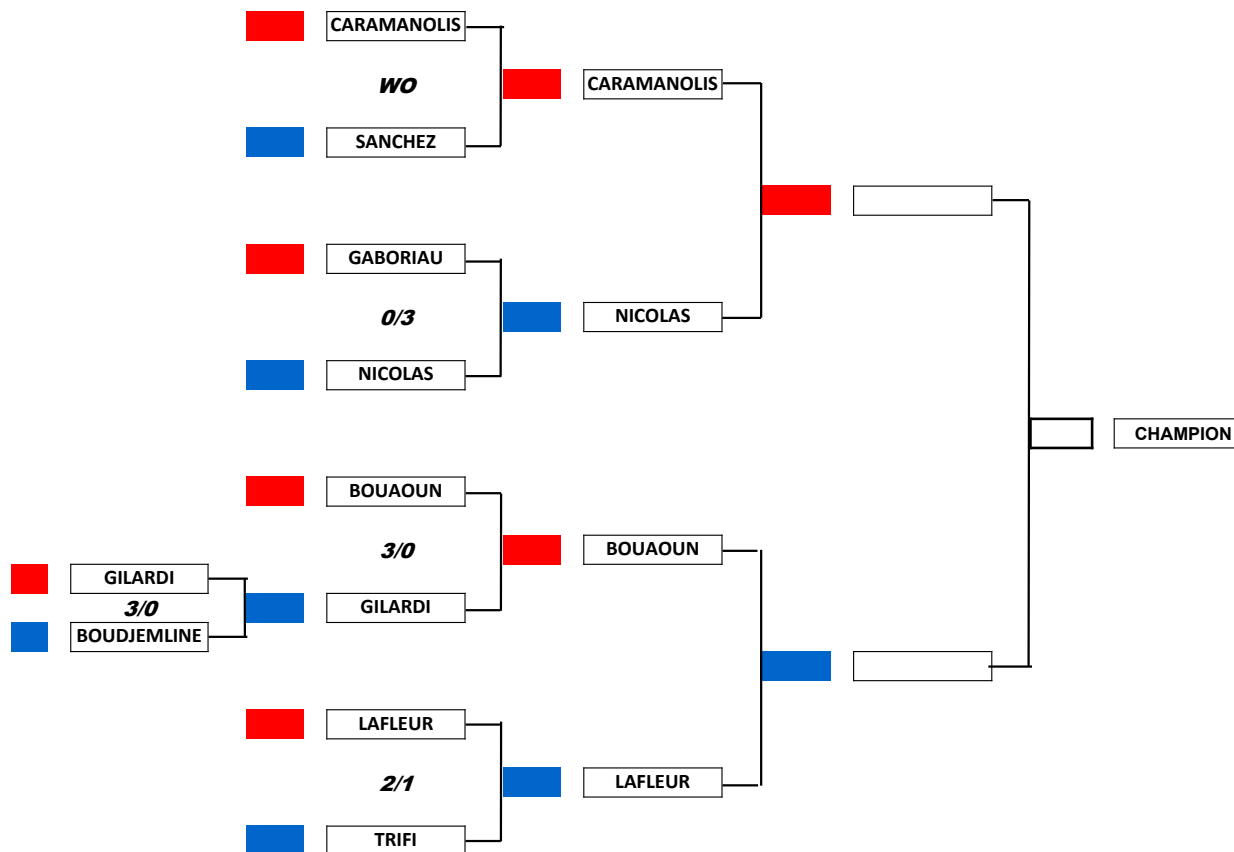 CARAMANOLIS
WO
CARAMANOLIS
SANCHEZ
GABORIAU
0/3
NICOLAS
NICOLAS
CHAMPION
BOUAOUN
3/0
BOUAOUN
GILARDI
3/0
GILARDI
BOUDJEMLINE
LAFLEUR
2/1
LAFLEUR
TRIFI